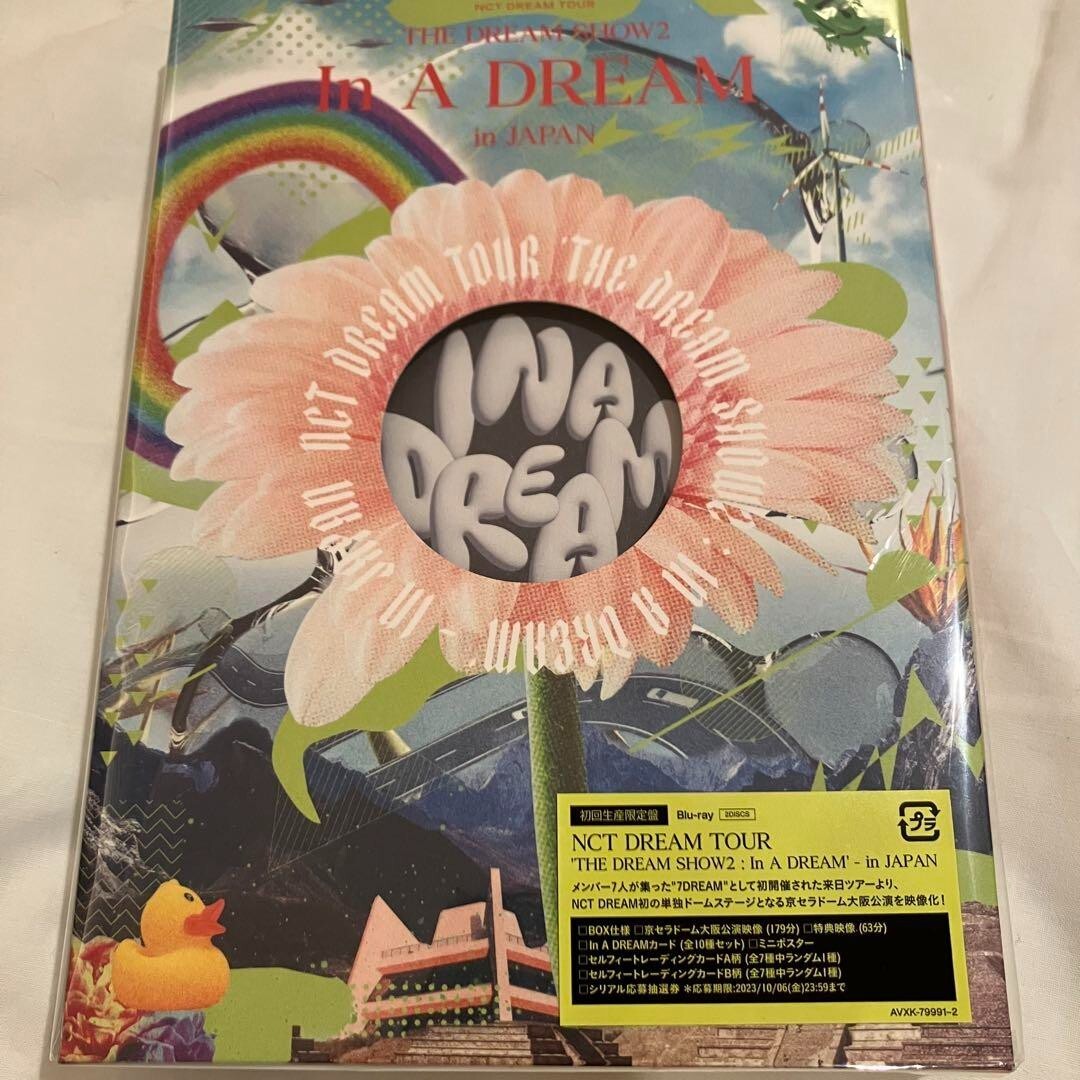 NCT DREAM TOUR
THE DREAM SHOW2
In A DREAM
in JAPAN
NCT DREAM TOUR 'THE DREAM SHOW2 : In A DREAM' - in JAPAN
IN A
DREAM
初回生産限定盤 Blu-ray 2DISCS
プラ
NCT DREAM TOUR
'THE DREAM SHOW2 : In A DREAM' - in JAPAN
メンバー7人が集った"7DREAM"として初開催された来日ツアーより、
NCT DREAM初の単独ドームステージとなる京セラドーム大阪公演を映像化!
□BOX仕様 □京セラドーム大阪公演映像 (179分) □特典映像 (63分)
□In A DREAMカード (全10種セット) □ミニポスター
□セルフィートレーディングカードA柄 (全7種中ランダム1種)
□セルフィートレーディングカードB柄 (全7種中ランダム1種)
□シリアル応募抽選券 ※応募期限:2023/10/06(金)23:59まで
AVXK-79991~2